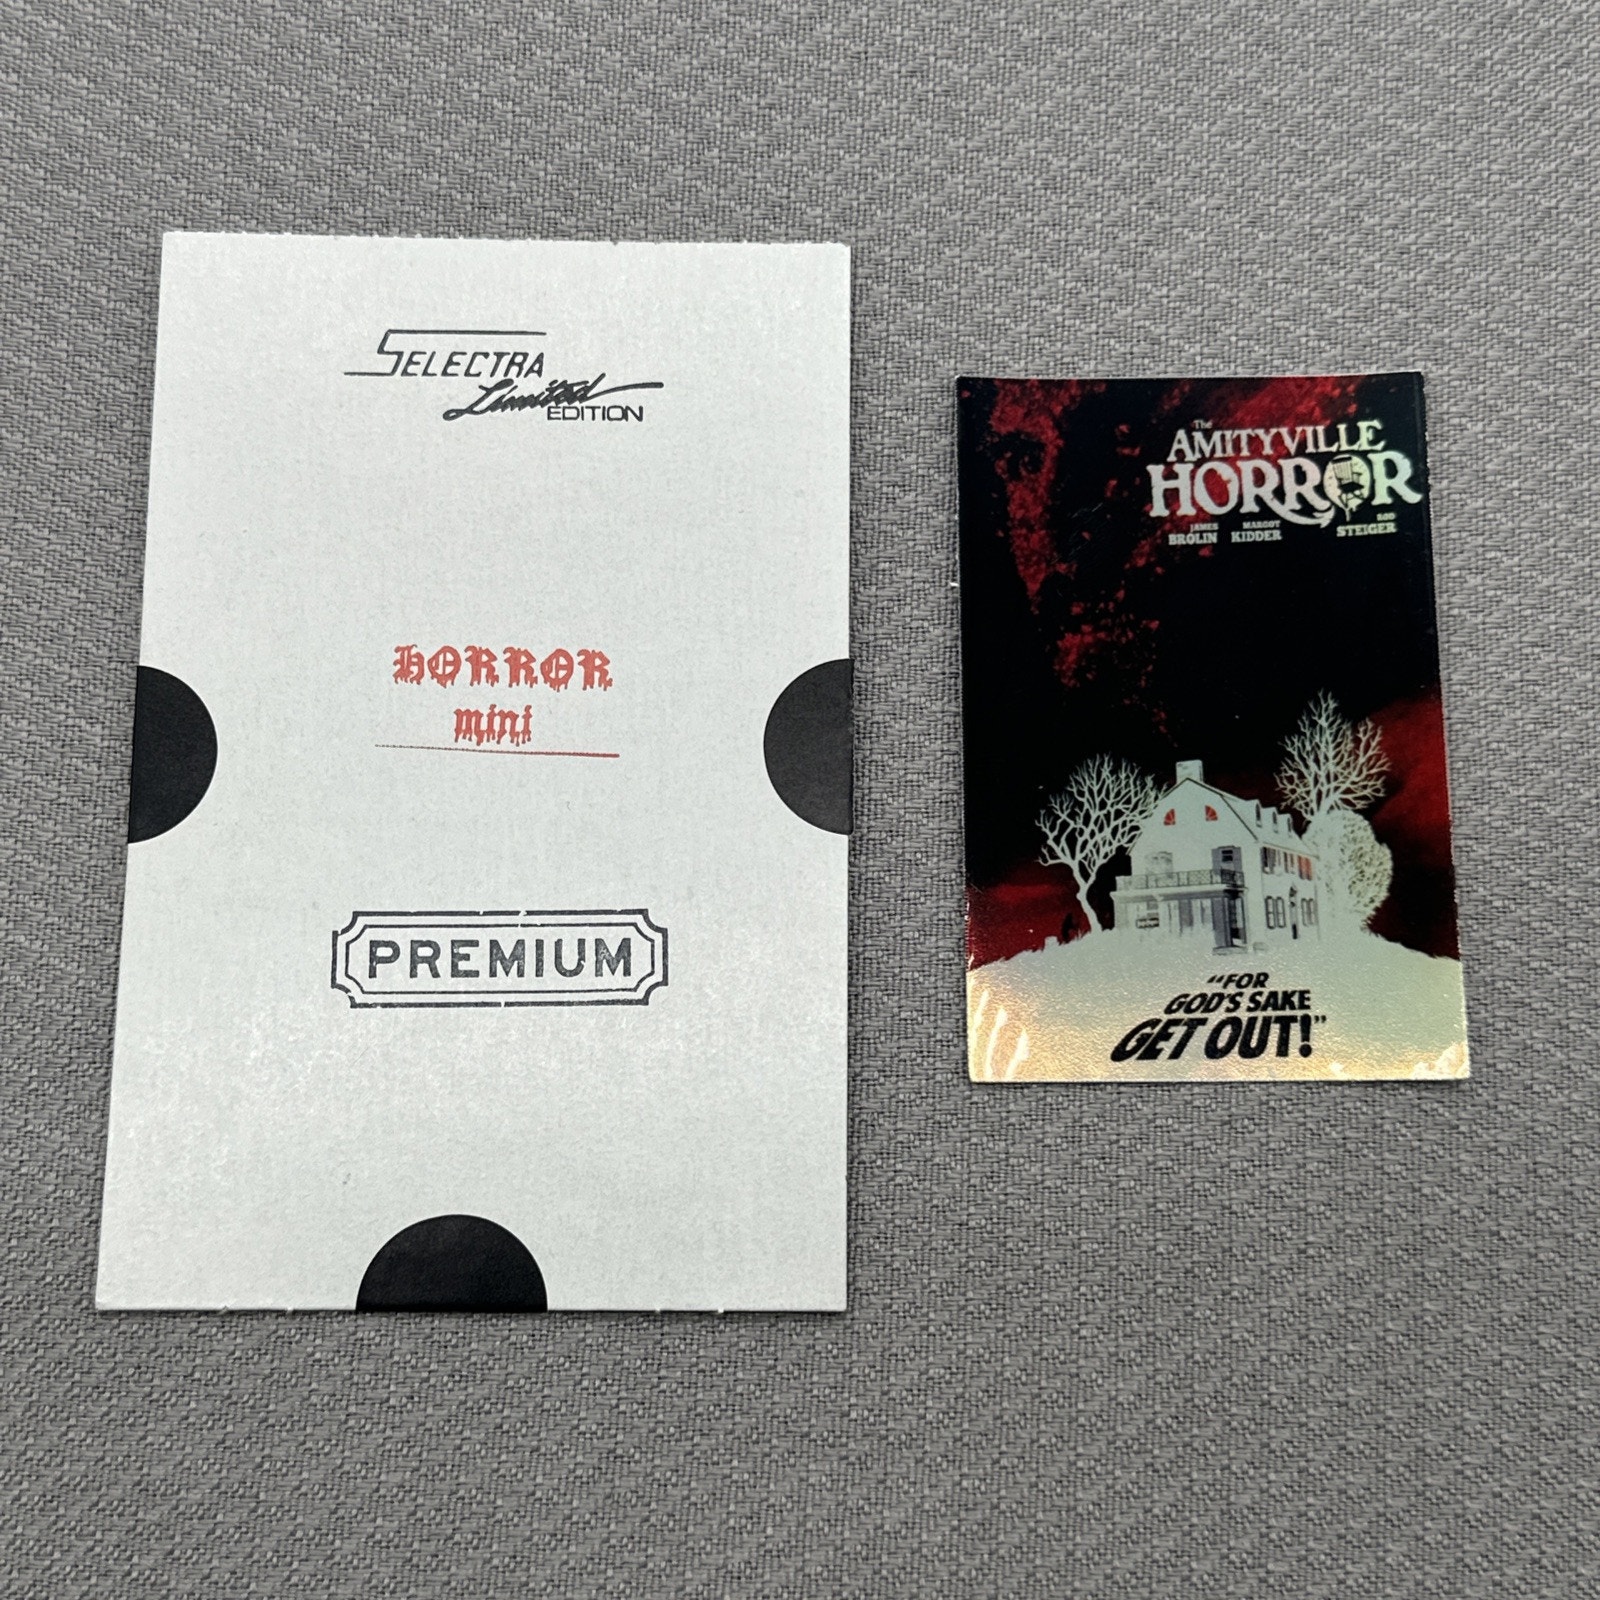 SELECTRA
Limited
EDITION
HORROR
mini
PREMIUM
The
AMITYVILLE
HORROR
JAMES MARGOT ROD
BROLIN KIDDER STEIGER
“FOR
GOD'S SAKE
GET OUT!”